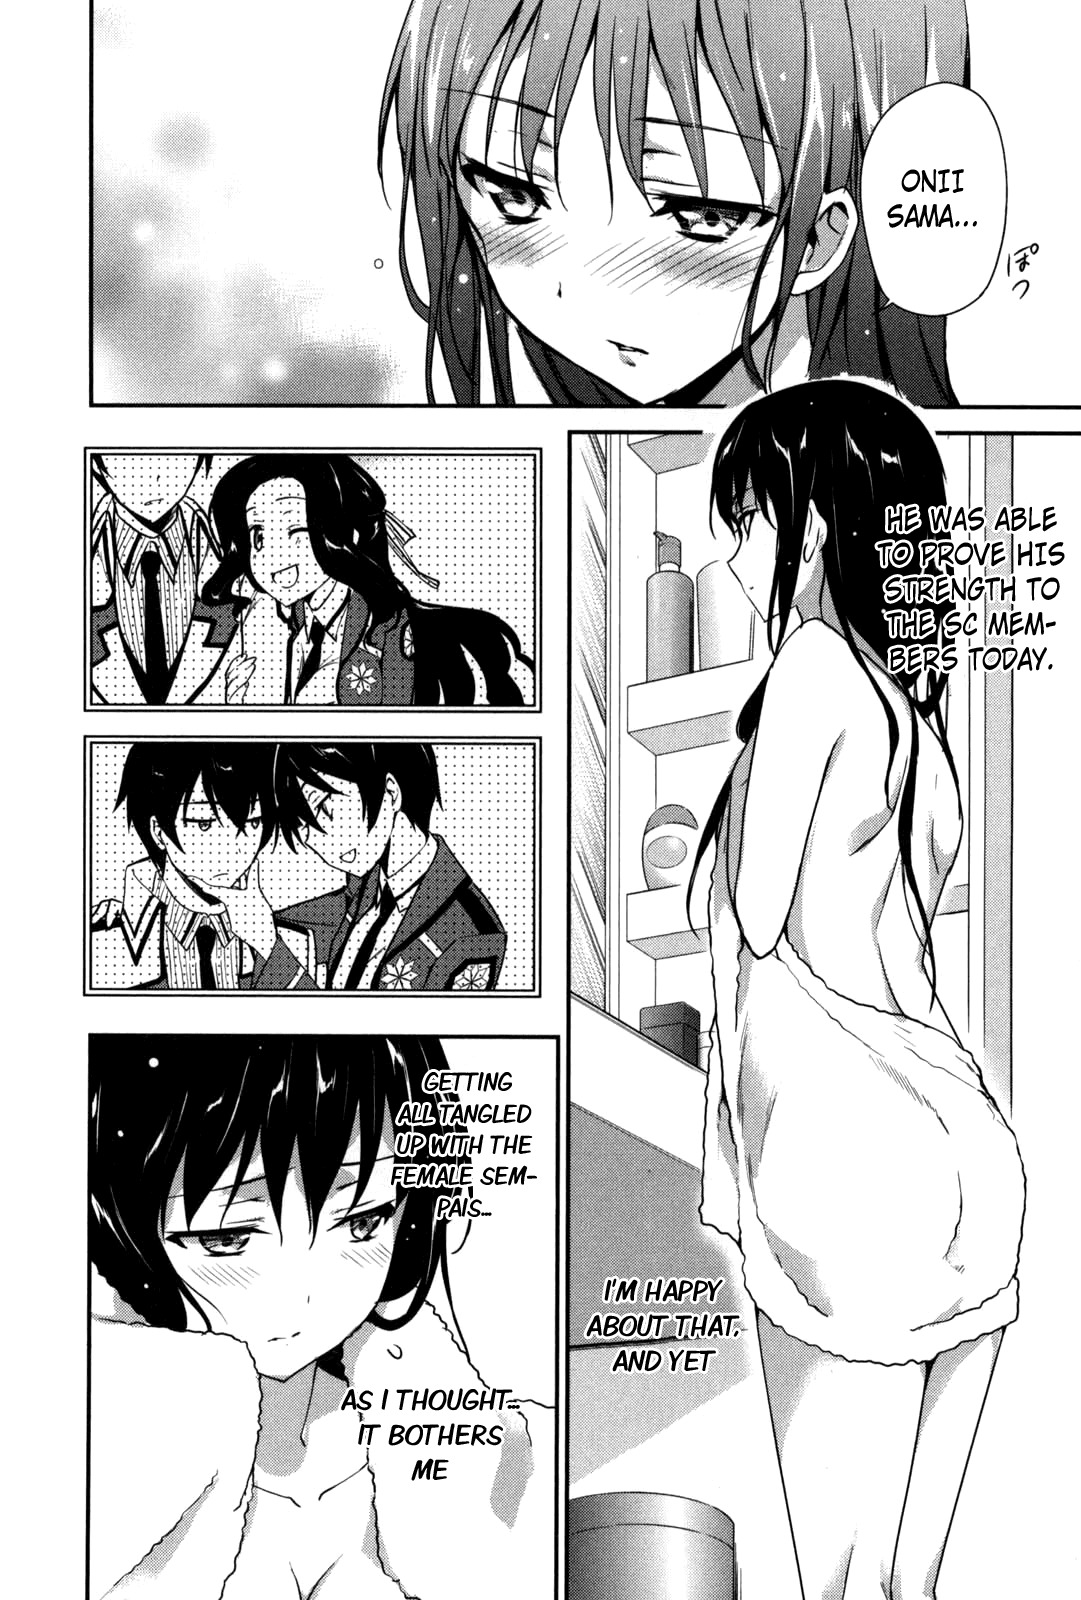 ONII
SAMA...
ぽつ
HE WAS ABLE
TO PROVE HIS
STRENGTH TO
THE SC MEM-
BERS TODAY.
I'M HAPPY
ABOUT THAT,
AND YET
GETTING
ALL TANGLED
UP WITH THE
FEMALE SEM-
PAIS...
AS I THOUGHT...
IT BOTHERS
ME